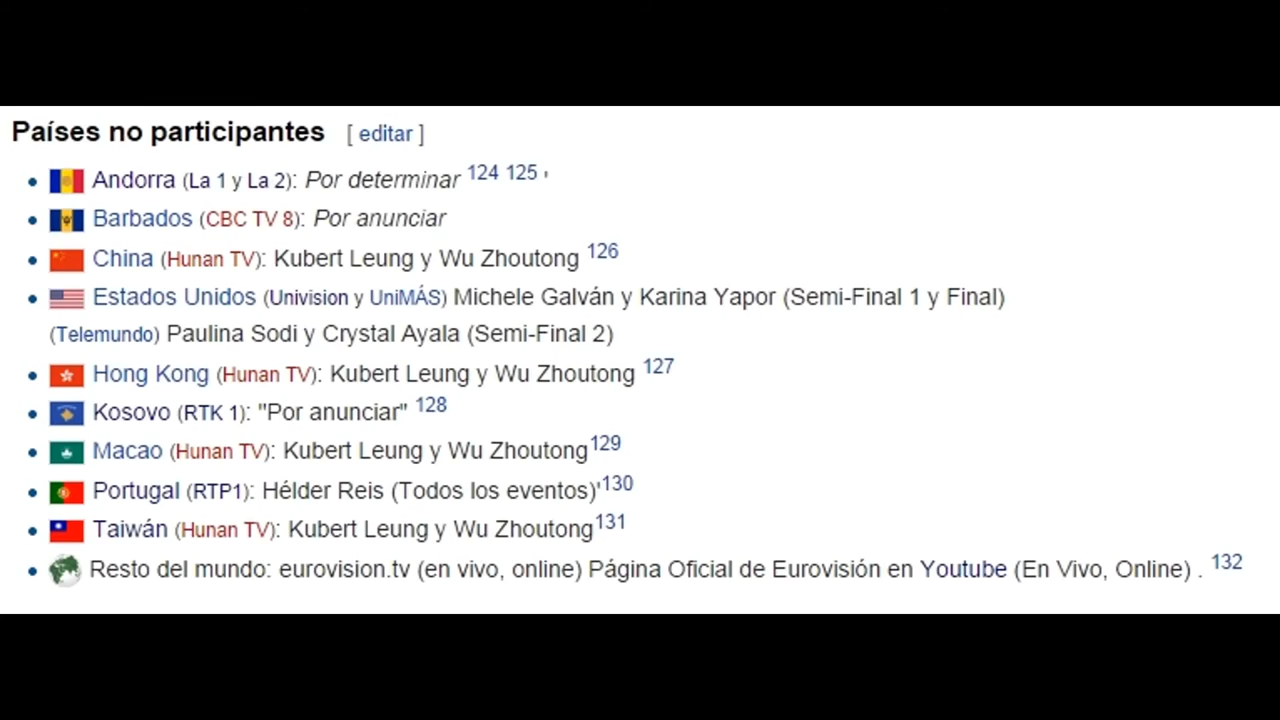 Países no participantes [ editar ]
Andorra (La 1 y La 2): Por determinar 124 125 '
Barbados (CBC TV 8): Por anunciar
China (Hunan TV): Kubert Leung y Wu Zhoutong 126
Estados Unidos (Univision y UniMÁS) Michele Galván y Karina Yapor (Semi-Final 1 y Final)
(Telemundo) Paulina Sodi y Crystal Ayala (Semi-Final 2)
Hong Kong (Hunan TV): Kubert Leung y Wu Zhoutong 127
Kosovo (RTK 1): "Por anunciar" 128
Macao (Hunan TV): Kubert Leung y Wu Zhoutong129
Portugal (RTP1): Hélder Reis (Todos los eventos)'130
Taiwán (Hunan TV): Kubert Leung y Wu Zhoutong131
Resto del mundo: eurovision.tv (en vivo, online) Página Oficial de Eurovisión en Youtube (En Vivo, Online) . 132